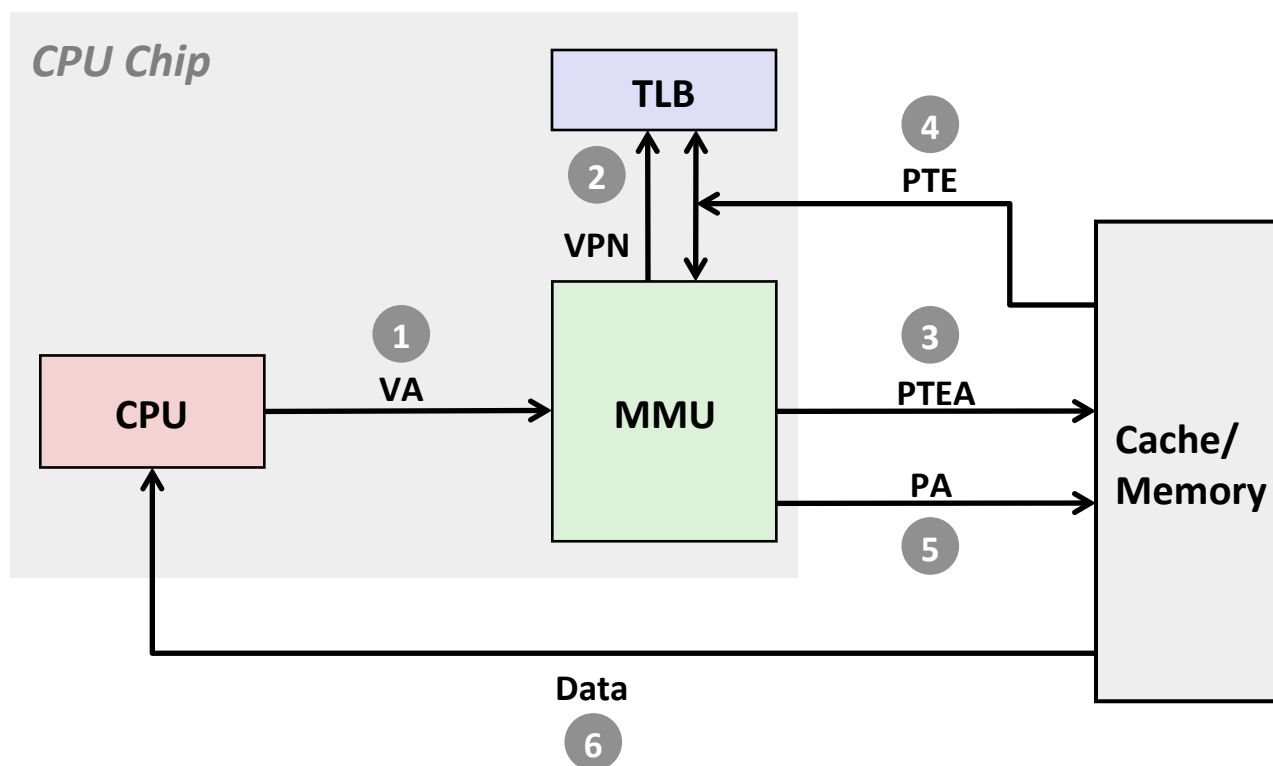 CPU Chip
TLB
4
2
PTE
VPN
1
3
VA
PTEA
CPU
MMU
Cache/
Memory
PA
5
Data
6